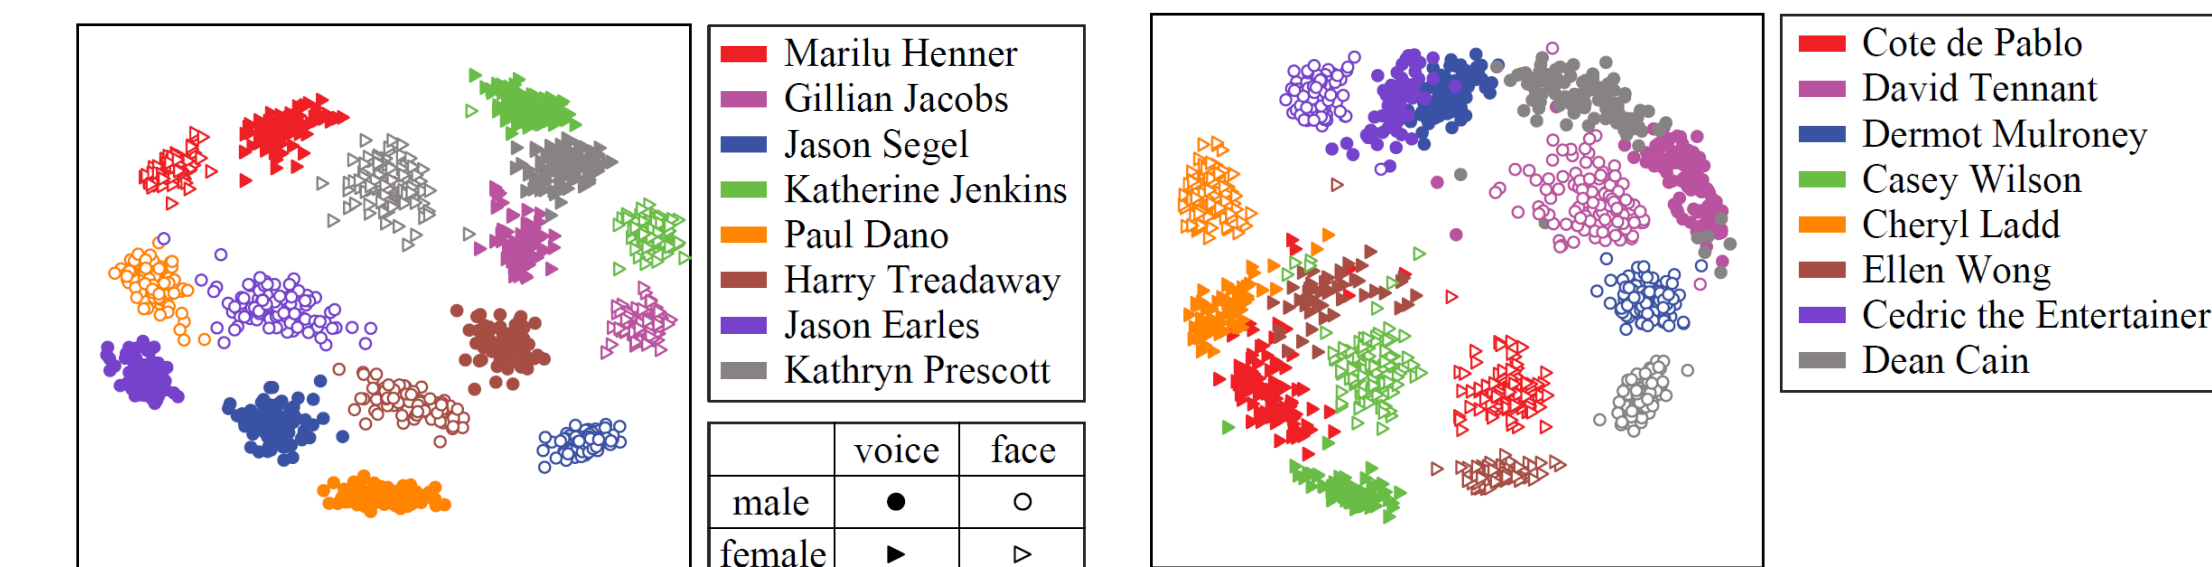 Marilu Henner
Gillian Jacobs
Jason Segel
Katherine Jenkins
Paul Dano
Harry Treadaway
Jason Earles
Kathryn Prescott
voice face
male
female
Cote de Pablo
David Tennant
Dermot Mulroney
Casey Wilson
Cheryl Ladd
Ellen Wong
Cedric the Entertainer
Dean Cain